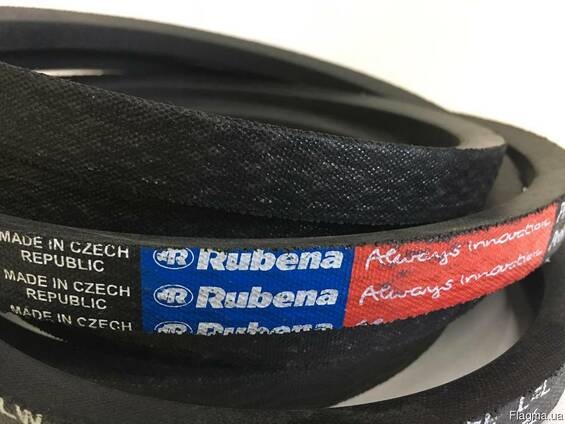 MADE IN CZECH
REPUBLIC
Rubena
Always innovation
MADE IN CZECH
REPUBLIC
Rubena
Always innovation
MADE IN CZECH
Rubena
LW
Flagma.ua